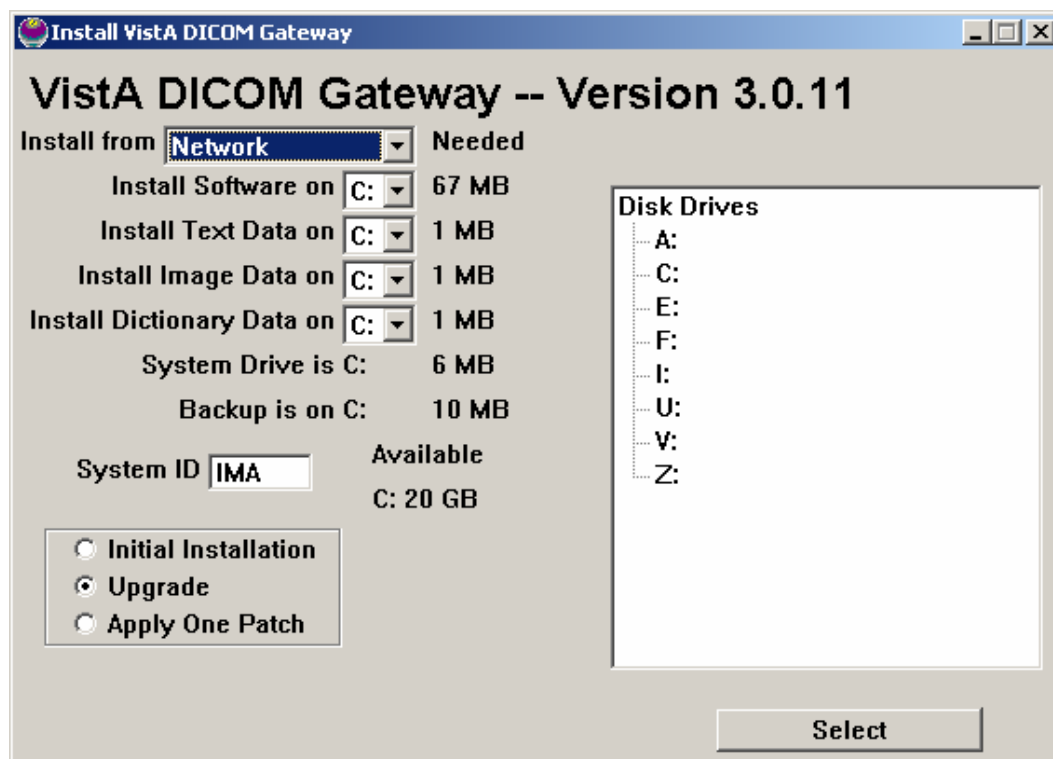 Install VistA DICOM Gateway
VistA DICOM Gateway -- Version 3.0.11
Install from Network Needed
Install Software on C: 67 MB
Install Text Data on C: 1 MB
Install Image Data on C: 1 MB
Install Dictionary Data on C: 1 MB
System Drive is C: 6 MB
Backup is on C: 10 MB
System ID IMA
Available
C: 20 GB
Initial Installation
Upgrade
Apply One Patch
Disk Drives
A:
C:
E:
F:
I:
U:
V:
Z:
Select